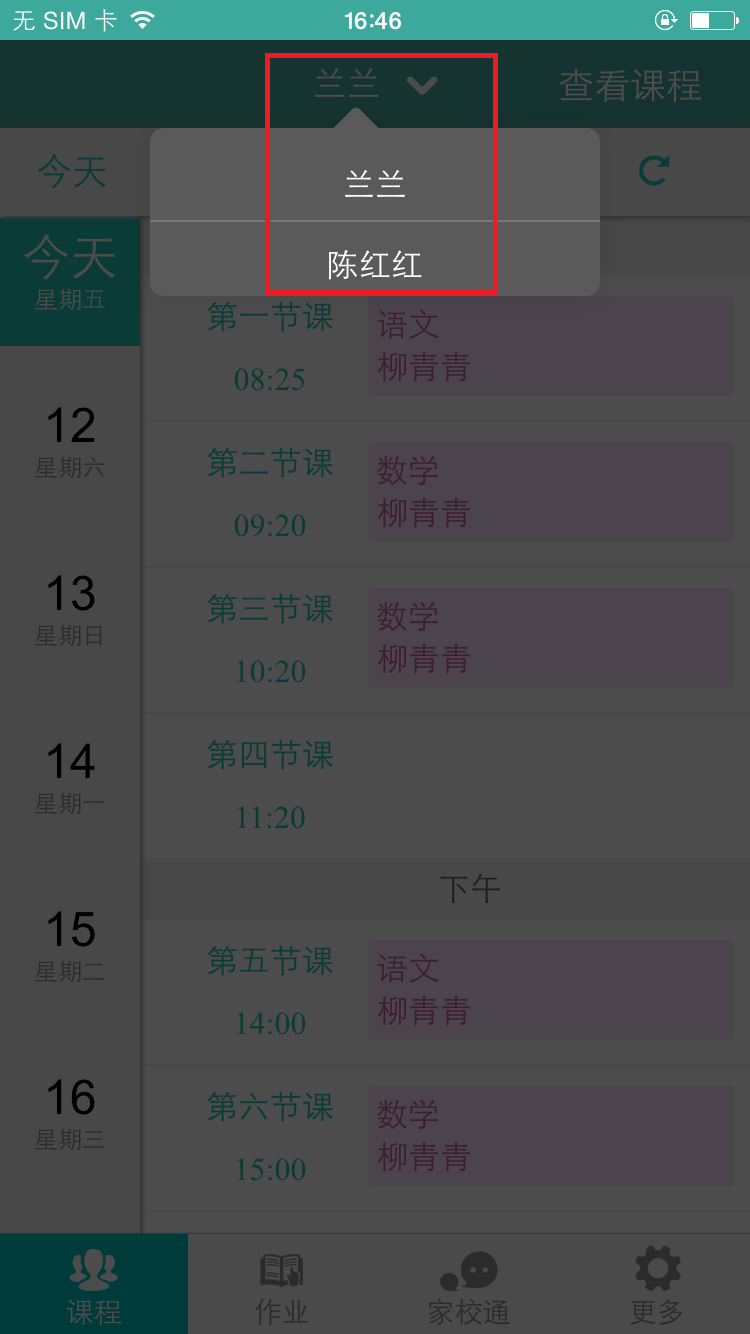 无 SIM 卡
16:46
兰兰
查看课程
今天
兰兰
陈红红
今天
星期五
12
星期六
13
星期日
14
星期一
15
星期二
16
星期三
第一节课
08:25
语文
柳青青
第二节课
09:20
数学
柳青青
第三节课
10:20
数学
柳青青
第四节课
11:20
下午
第五节课
14:00
语文
柳青青
第六节课
15:00
数学
柳青青
课程
作业
家校通
更多